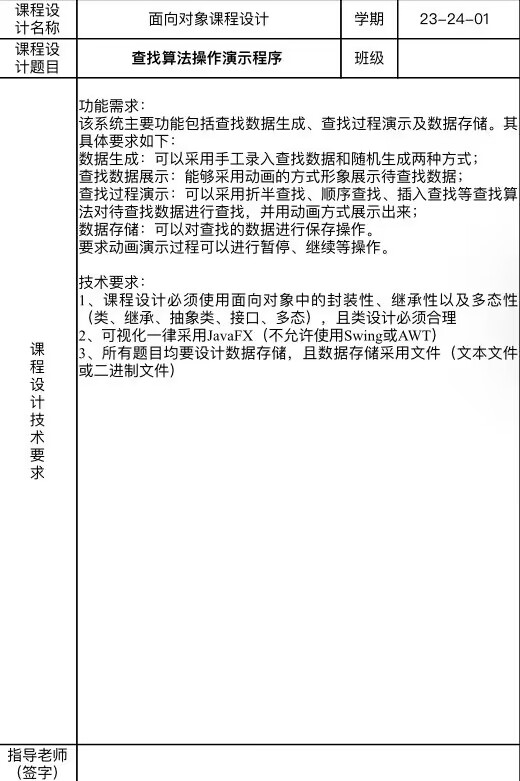 课程设
计名称
面向对象课程设计
学期
23-24-01
课程设
计题目
查找算法操作演示程序
班级
功能需求：
该系统主要功能包括查找数据生成、查找过程演示及数据存储。其
具体要求如下：
数据生成：可以采用手工录入查找数据和随机生成两种方式；
查找数据展示：能够采用动画的方式形象展示待查找数据；
查找过程演示：可以采用折半查找、顺序查找、插入查找等查找算
法对待查找数据进行查找，并用动画方式展示出来；
数据存储：可以对查找的数据进行保存操作。
要求动画演示过程可以进行暂停、继续等操作。
技术要求：
1、课程设计必须使用面向对象中的封装性、继承性以及多态性
（类、继承、抽象类、接口、多态），且类设计必须合理
2、可视化一律采用JavaFX（不允许使用Swing或AWT）
3、所有题目均要设计数据存储，且数据存储采用文件（文本文件
或二进制文件）
课
程
设
计
技
术
要
求
指导老师
（签字）